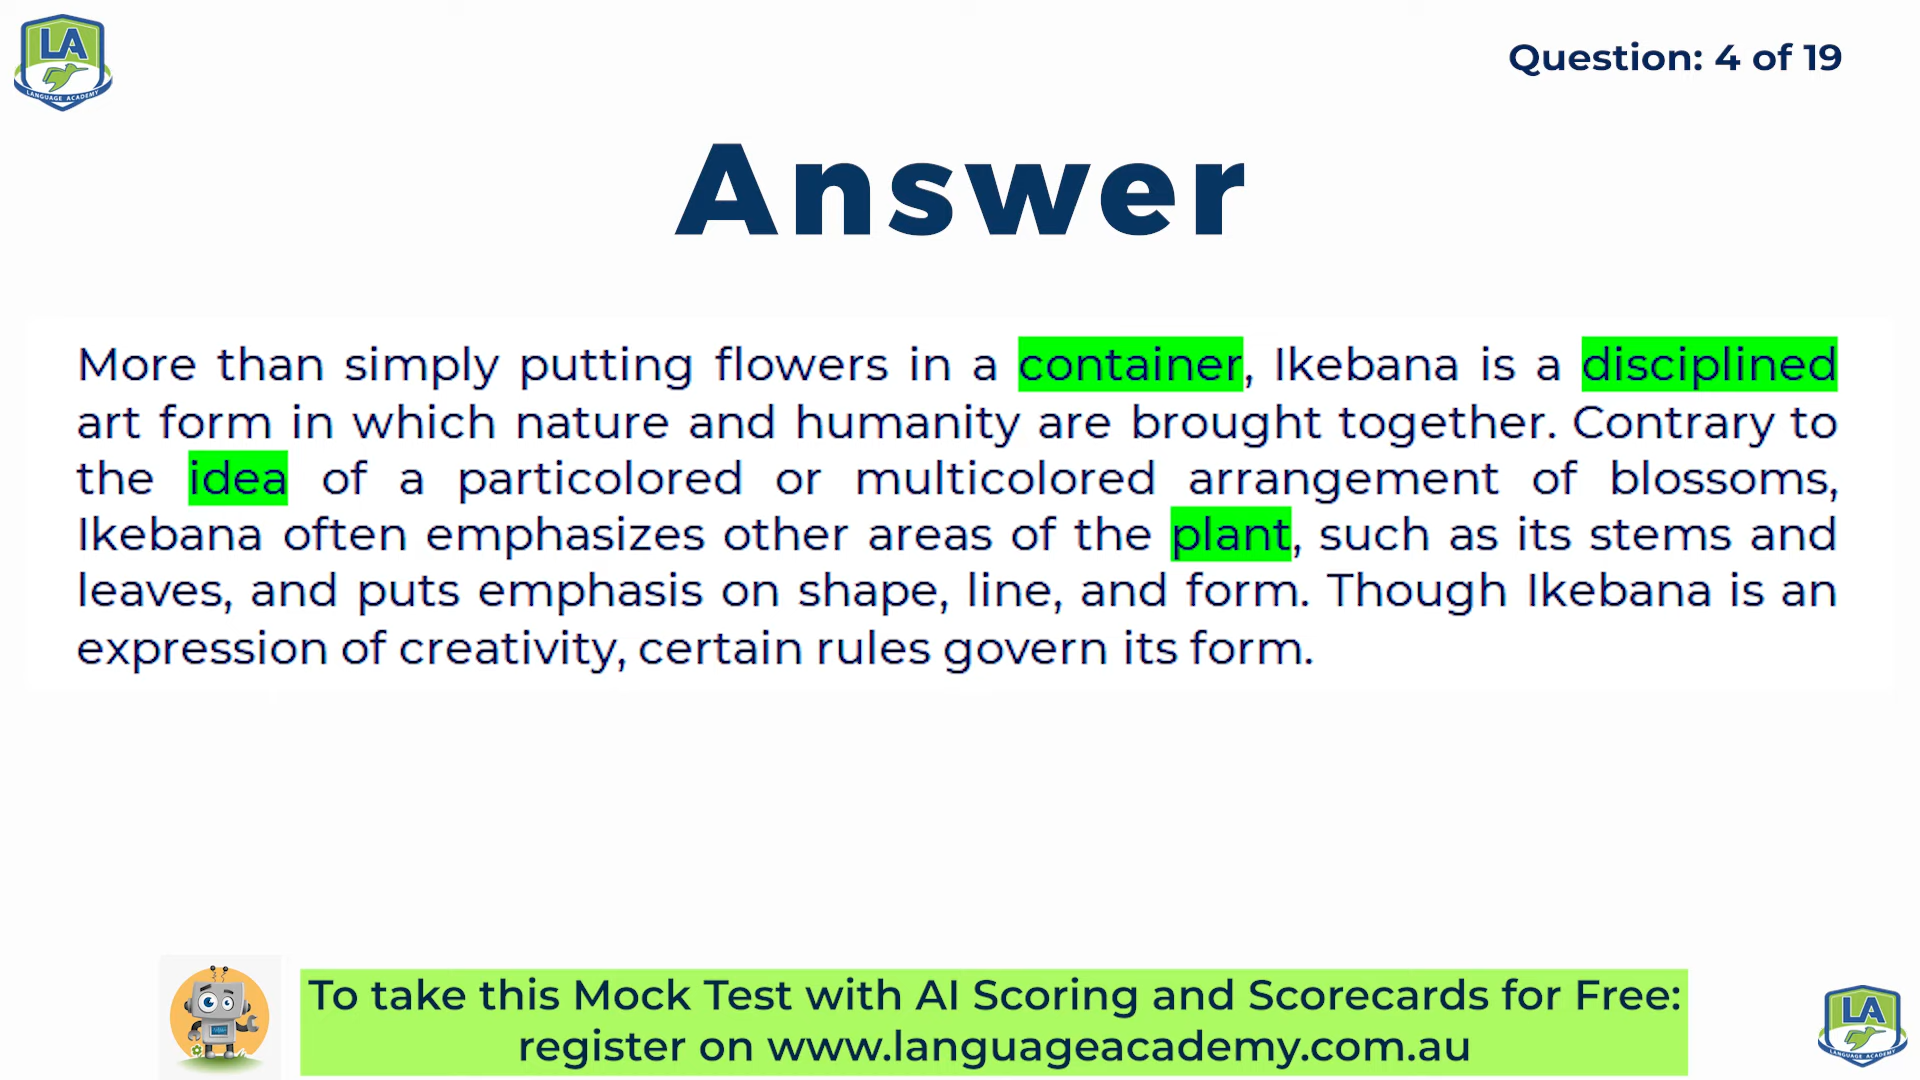 LA
LANGUAGE ACADEMY
Question: 4 of 19
Answer
More than simply putting flowers in a container, Ikebana is a disciplined
art form in which nature and humanity are brought together. Contrary to
the idea of a particolored or multicolored arrangement of blossoms,
Ikebana often emphasizes other areas of the plant, such as its stems and
leaves, and puts emphasis on shape, line, and form. Though Ikebana is an
expression of creativity, certain rules govern its form.
To take this Mock Test with AI Scoring and Scorecards for Free:
register on www.languageacademy.com.au
LA
LANGUAGE ACADEMY